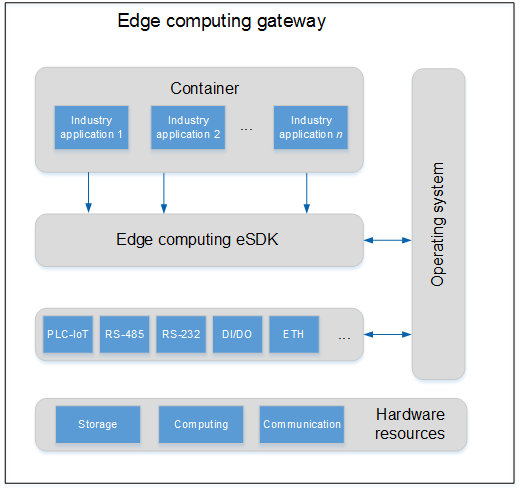 Edge computing gateway
Container
Industry
application 1
Industry
application 2
...
Industry
application n
Edge computing eSDK
Operating system
PLC-IoT
RS-485
RS-232
DI/DO
ETH
...
Storage
Computing
Communication
Hardware
resources